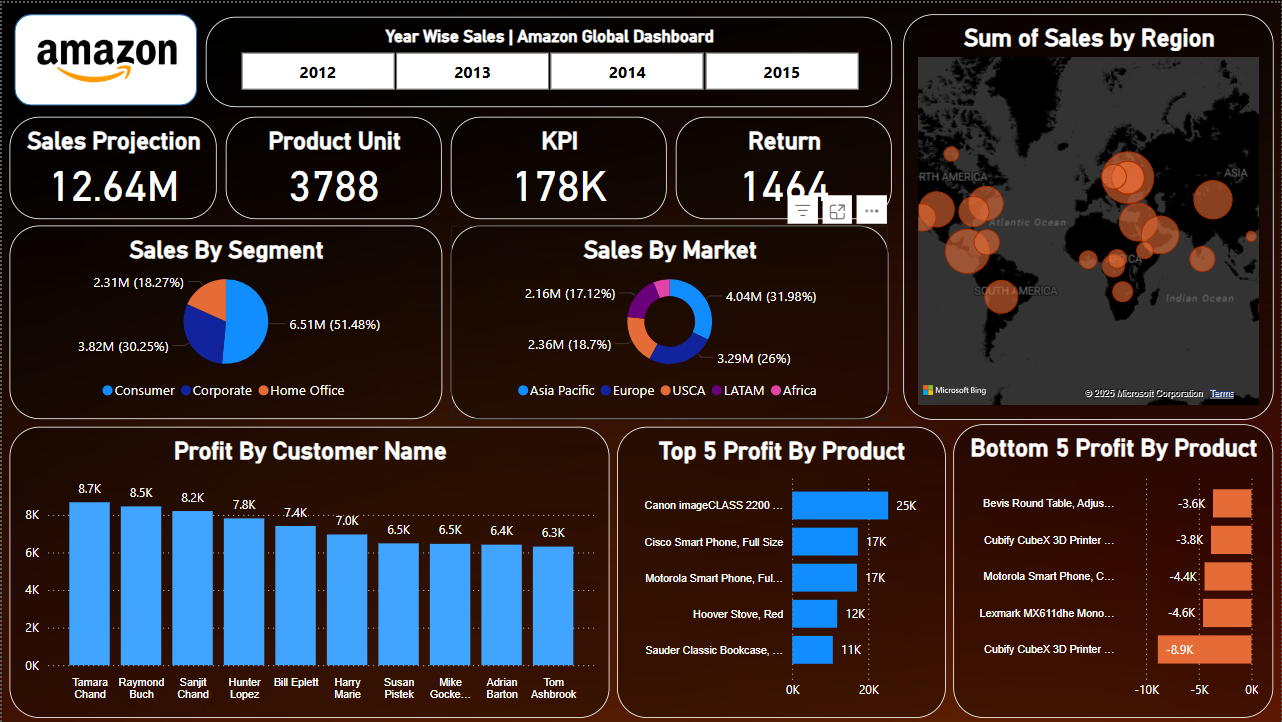 amazon
Year Wise Sales | Amazon Global Dashboard
2012
2013
2014
2015
Sales Projection
12.64M
Product Unit
3788
KPI
178K
Return
1464
Sum of Sales by Region
RTH AMERICA
ASIA
Atlantic Ocean
AFRICA
SOUTH AMERICA
Indian Ocean
Microsoft Bing
© 2025 Microsoft Corporation
Terms
Sales By Segment
2.31M (18.27%)
6.51M (51.48%)
3.82M (30.25%)
Consumer
Corporate
Home Office
Sales By Market
2.16M (17.12%)
4.04M (31.98%)
2.36M (18.7%)
3.29M (26%)
Asia Pacific
Europe
USCA
LATAM
Africa
Profit By Customer Name
8K
6K
4K
2K
0K
8.7K
8.5K
8.2K
7.8K
7.4K
7.0K
6.5K
6.5K
6.4K
6.3K
Tamara
Chand
Raymond
Buch
Sanjit
Chand
Hunter
Lopez
Bill Eplett
Harry
Marie
Susan
Pistek
Mike
Gocke...
Adrian
Barton
Tom
Ashbrook
Top 5 Profit By Product
Canon imageCLASS 2200 ...
25K
Cisco Smart Phone, Full Size
17K
Motorola Smart Phone, Ful...
17K
Hoover Stove, Red
12K
Sauder Classic Bookcase, ...
11K
0K
20K
Bottom 5 Profit By Product
Bevis Round Table, Adjus...
-3.6K
Cubify CubeX 3D Printer ...
-3.8K
Motorola Smart Phone, C...
-4.4K
Lexmark MX611dhe Mono...
-4.6K
Cubify CubeX 3D Printer ...
-8.9K
-10K
-5K
0K